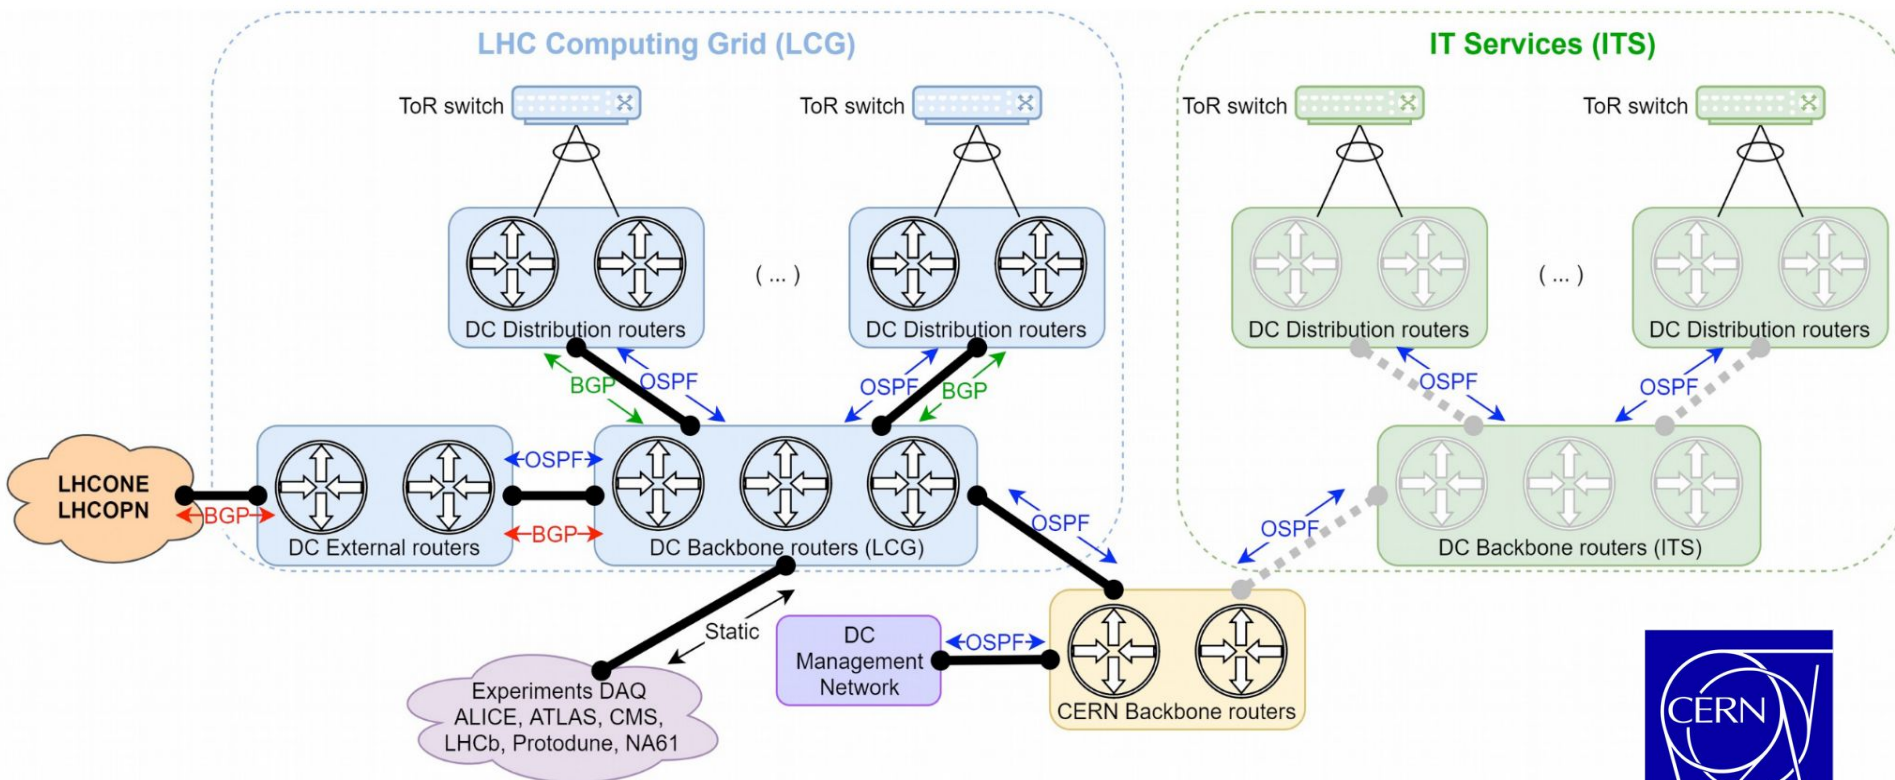 LHC Computing Grid (LCG)
IT Services (ITS)
ToR switch
ToR switch
ToR switch
ToR switch
( ... )
( ... )
DC Distribution routers
DC Distribution routers
DC Distribution routers
DC Distribution routers
BGP
OSPF
OSPF
BGP
OSPF
OSPF
LHCONE
LHCOPN
BGP
OSPF
BGP
DC External routers
DC Backbone routers (LCG)
OSPF
OSPF
DC Backbone routers (ITS)
Static
DC
Management
Network
OSPF
CERN Backbone routers
Experiments DAQ
ALICE, ATLAS, CMS,
LHCb, Protodune, NA61
CERN